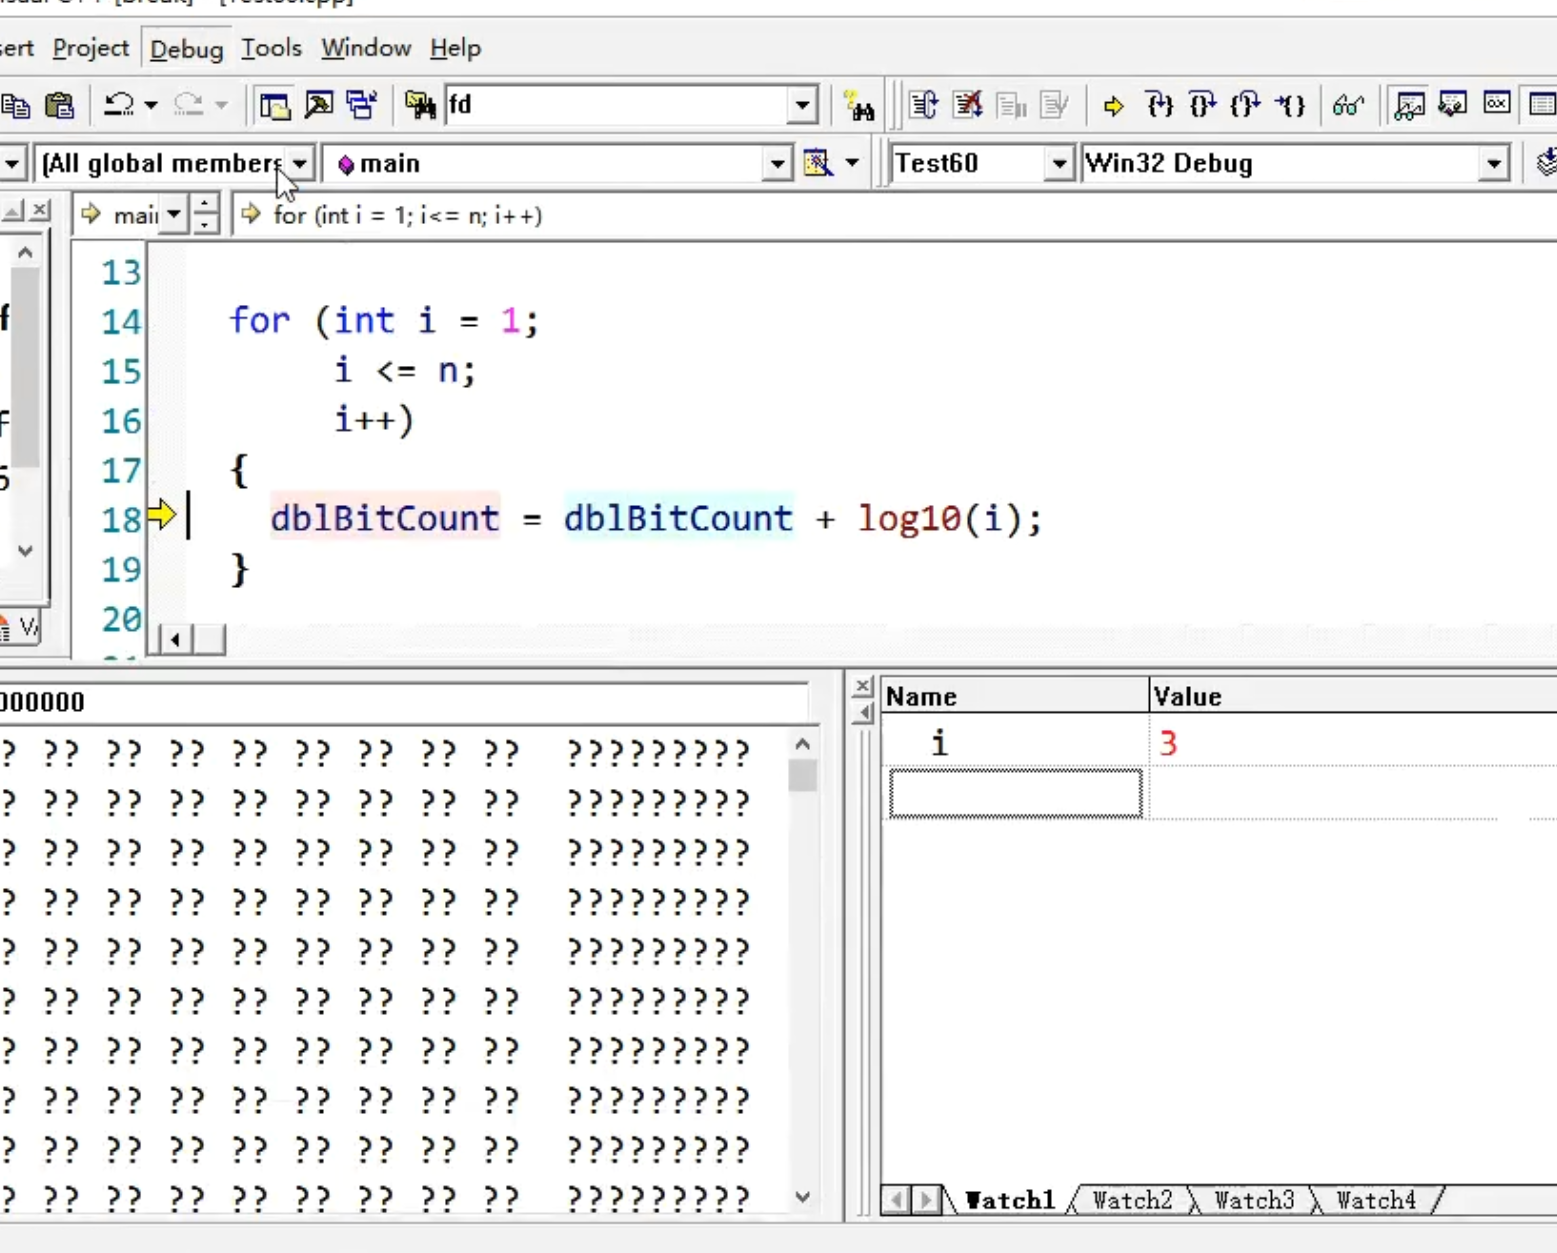 [break]
sert Project Debug Tools Window Help
fd
(All global members main Test60 Win32 Debug
mai for (int i = 1; i<= n; i++)
13
14 for (int i = 1;
15 i <= n;
16 i++)
17 {
18 dblBitCount = dblBitCount + log10(i);
19 }
20
000000
Name Value
i 3
? ?? ?? ?? ?? ?? ?? ?? ?? ?????????
? ?? ?? ?? ?? ?? ?? ?? ?? ?????????
? ?? ?? ?? ?? ?? ?? ?? ?? ?????????
? ?? ?? ?? ?? ?? ?? ?? ?? ?????????
? ?? ?? ?? ?? ?? ?? ?? ?? ?????????
? ?? ?? ?? ?? ?? ?? ?? ?? ?????????
? ?? ?? ?? ?? ?? ?? ?? ?? ?????????
? ?? ?? ?? ?? ?? ?? ?? ?? ?????????
? ?? ?? ?? ?? ?? ?? ?? ?? ?????????
? ?? ?? ?? ?? ?? ?? ?? ?? ?????????
Watch1 Watch2 Watch3 Watch4